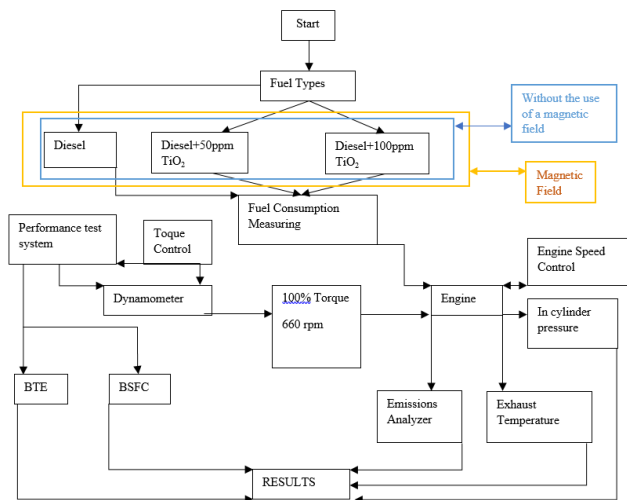 Start
Fuel Types
Without the use
of a magnetic
field
Diesel
Diesel+50ppm
TiO₂
Diesel+100ppm
TiO₂
Magnetic
Field
Fuel Consumption
Measuring
Performance test
system
Toque
Control
Engine Speed
Control
Dynamometer
100% Torque
660 rpm
Engine
In cylinder
pressure
BTE
BSFC
Emissions
Analyzer
Exhaust
Temperature
RESULTS